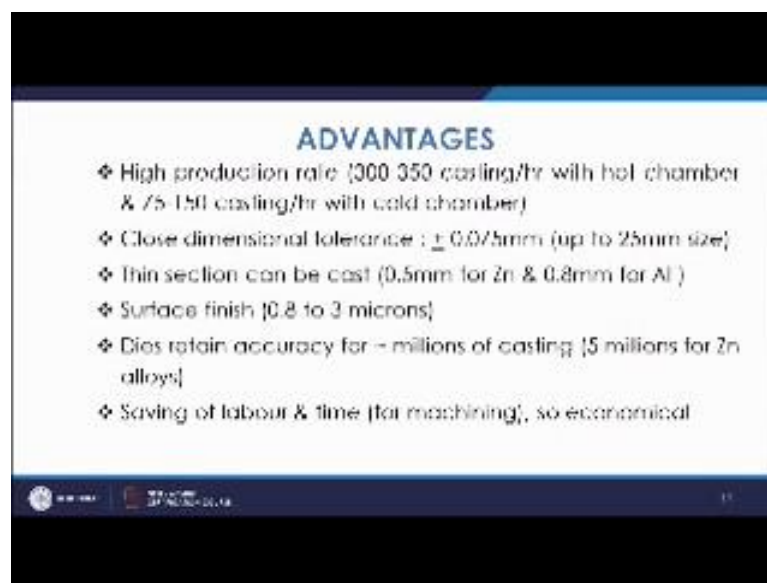 ADVANTAGES
❖ High production rate (300-350 casting/hr with hot chamber
& 75-150 casting/hr with cold chamber)
❖ Close dimensional tolerance : ± 0.075mm (up to 25mm size)
❖ Thin section can be cast (0.5mm for Zn & 0.8mm for Al )
❖ Surface finish (0.8 to 3 microns)
❖ Dies retain accuracy for ~ millions of casting (5 millions for Zn
alloys)
❖ Saving of labour & time (for machining), so economical